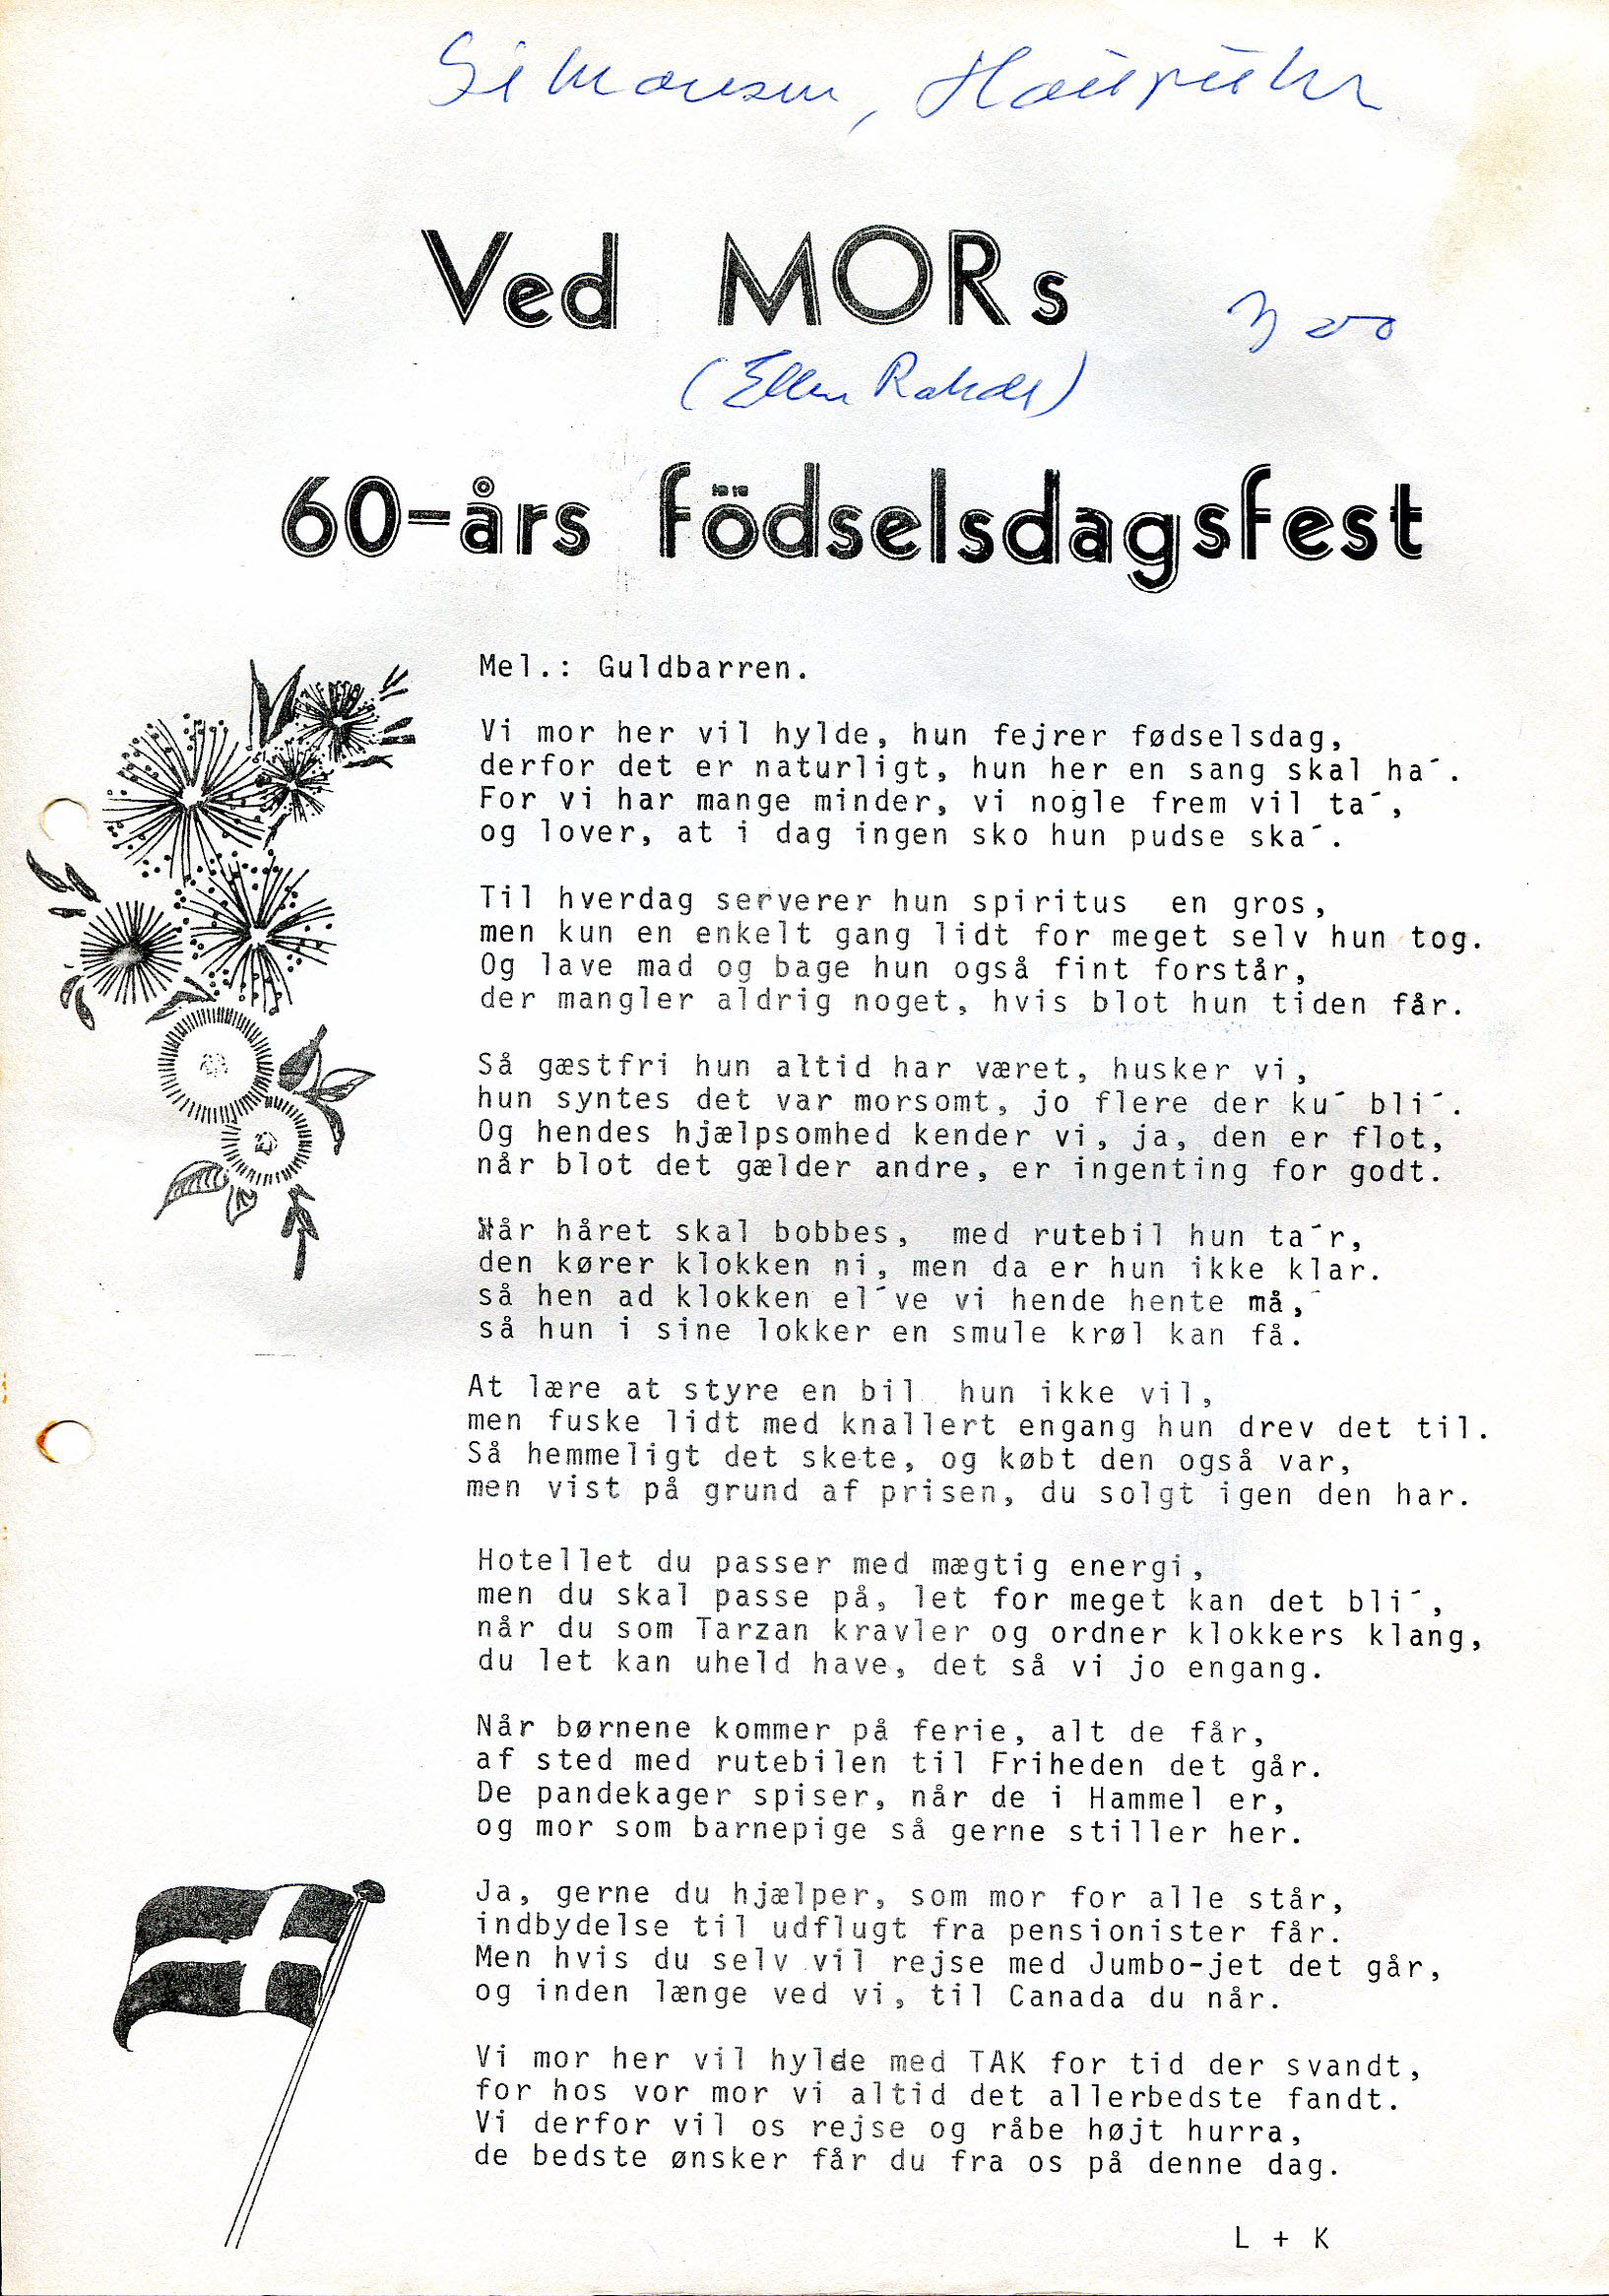 Simonsen,
Ved MORs
(Ellen
60-års födselsdagsfest
Mel.: Guldbarren.
Vi mor her vil hylde, hun fejrer fødselsdag,
derfor det er naturligt, hun her en sang skal ha´.
For vi har mange minder, vi nogle frem vil ta´,
og lover, at i dag ingen sko hun pudse ska´.
Til hverdag serverer hun spiritus en gros,
men kun en enkelt gang lidt for meget selv hun tog.
Og lave mad og bage hun også fint forstår,
der mangler aldrig noget, hvis blot hun tiden får.
Så gæstfri hun altid har været, husker vi,
hun syntes det var morsomt, jo flere der ku´ bli´.
Og hendes hjælpsomhed kender vi, ja, den er flot,
når blot det gælder andre, er ingenting for godt.
Når håret skal bobbes, med rutebil hun ta´r,
den kører klokken ni, men da er hun ikke klar.
så hen ad klokken el´ve vi hende hente må,
så hun i sine lokker en smule krøl kan få.
At lære at styre en bil hun ikke vil,
men fuske lidt med knallert engang hun drev det til.
Så hemmeligt det skete, og købt den også var,
men vist på grund af prisen, du solgt igen den har.
Hotellet du passer med mægtig energi,
men du skal passe på, let for meget kan det bli´,
når du som Tarzan kravler og ordner klokkers klang,
du let kan uheld have, det så vi jo engang.
Når børnene kommer på ferie, alt de får,
af sted med rutebilen til Friheden det går.
De pandekager spiser, når de i Hammel er,
og mor som barnepige så gerne stiller her.
Ja, gerne du hjælper, som mor for alle står,
indbydelse til udflugt fra pensionister får.
Men hvis du selv vil rejse med Jumbo-jet det går,
og inden længe ved vi, til Canada du når.
Vi mor her vil hylde med TAK for tid der svandt,
for hos vor mor vi altid det allerbedste fandt.
Vi derfor vil os rejse og råbe højt hurra,
de bedste ønsker får du fra os på denne dag.
L + K